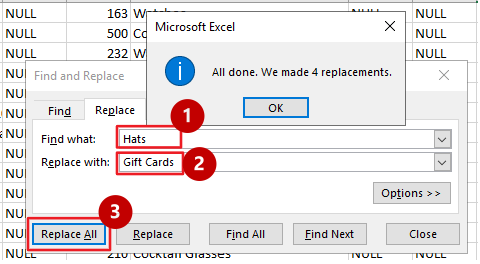 NULL 163 Watches NULL NULL
Microsoft Excel
NULL 500 Co NULL
NULL 232 W NULL
All done. We made 4 replacements.
OK
Find and Replace
Find Replace
1
Find what: Hats
Replace with: Gift Cards
2
Options >>
3
Replace All Replace Find All Find Next Close
NULL 210 Cocktail Glasses NULL NULL